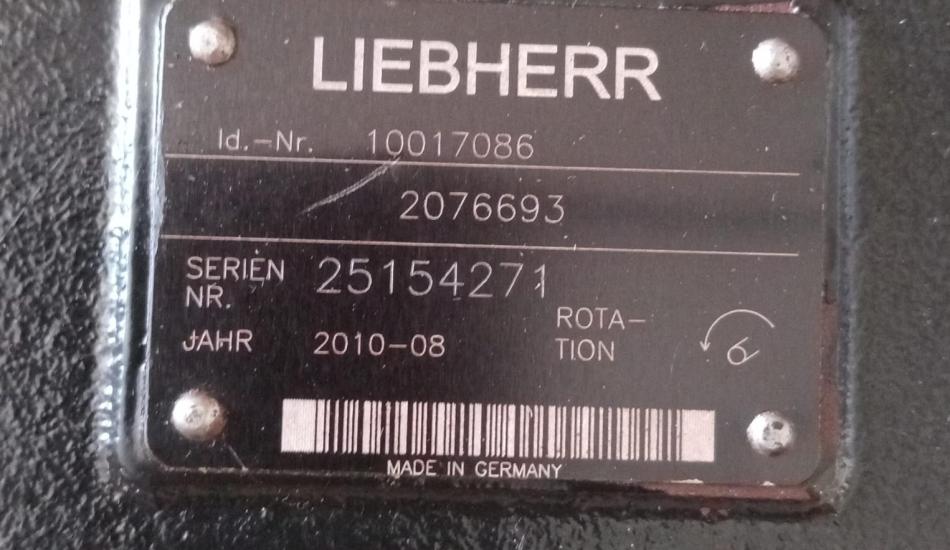 LIEBHERR
Id.-Nr. 10017086
2076693
SERIEN NR. 25154271
JAHR 2010-08 ROTA-
TION
MADE IN GERMANY